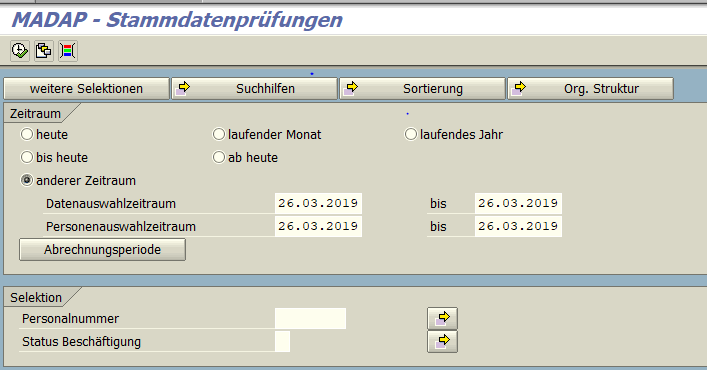 MADAP - Stammdatenprüfungen
weitere Selektionen Suchhilfen Sortierung Org. Struktur
Zeitraum
heute laufender Monat laufendes Jahr
bis heute ab heute
anderer Zeitraum
Datenauswahlzeitraum 26.03.2019 bis 26.03.2019
Personenauswahlzeitraum 26.03.2019 bis 26.03.2019
Abrechnungsperiode
Selektion
Personalnummer
Status Beschäftigung